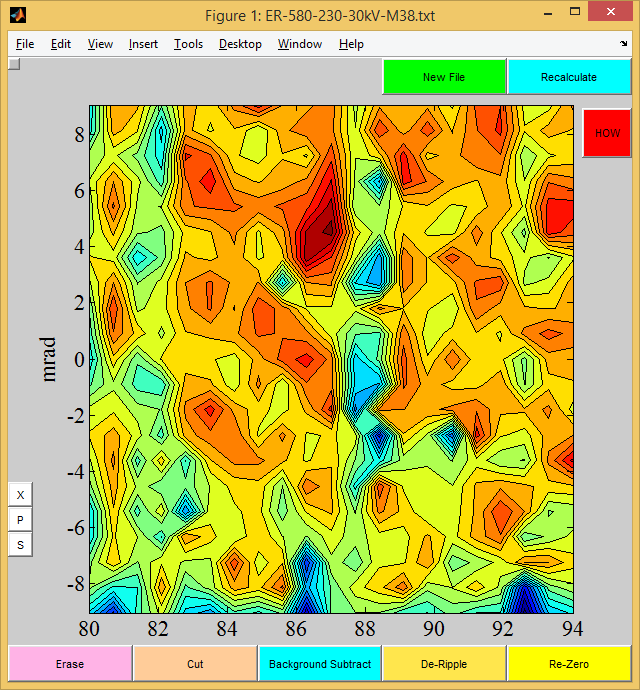 Figure 1: ER-580-230-30kV-M38.txt
File Edit View Insert Tools Desktop Window Help
New File Recalculate
HOW
8
6
4
2
0
-2
-4
-6
-8
mrad
X
P
S
80 82 84 86 88 90 92 94
Erase Cut Background Subtract De-Ripple Re-Zero